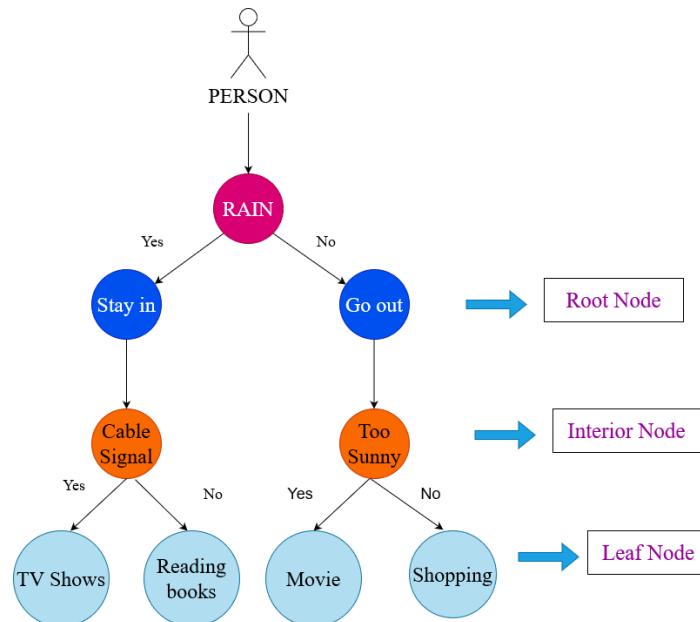 PERSON
RAIN
Yes
No
Stay in
Go out
Root Node
Cable
Signal
Too
Sunny
Interior Node
Yes
No
Yes
No
TV Shows
Reading
books
Movie
Shopping
Leaf Node